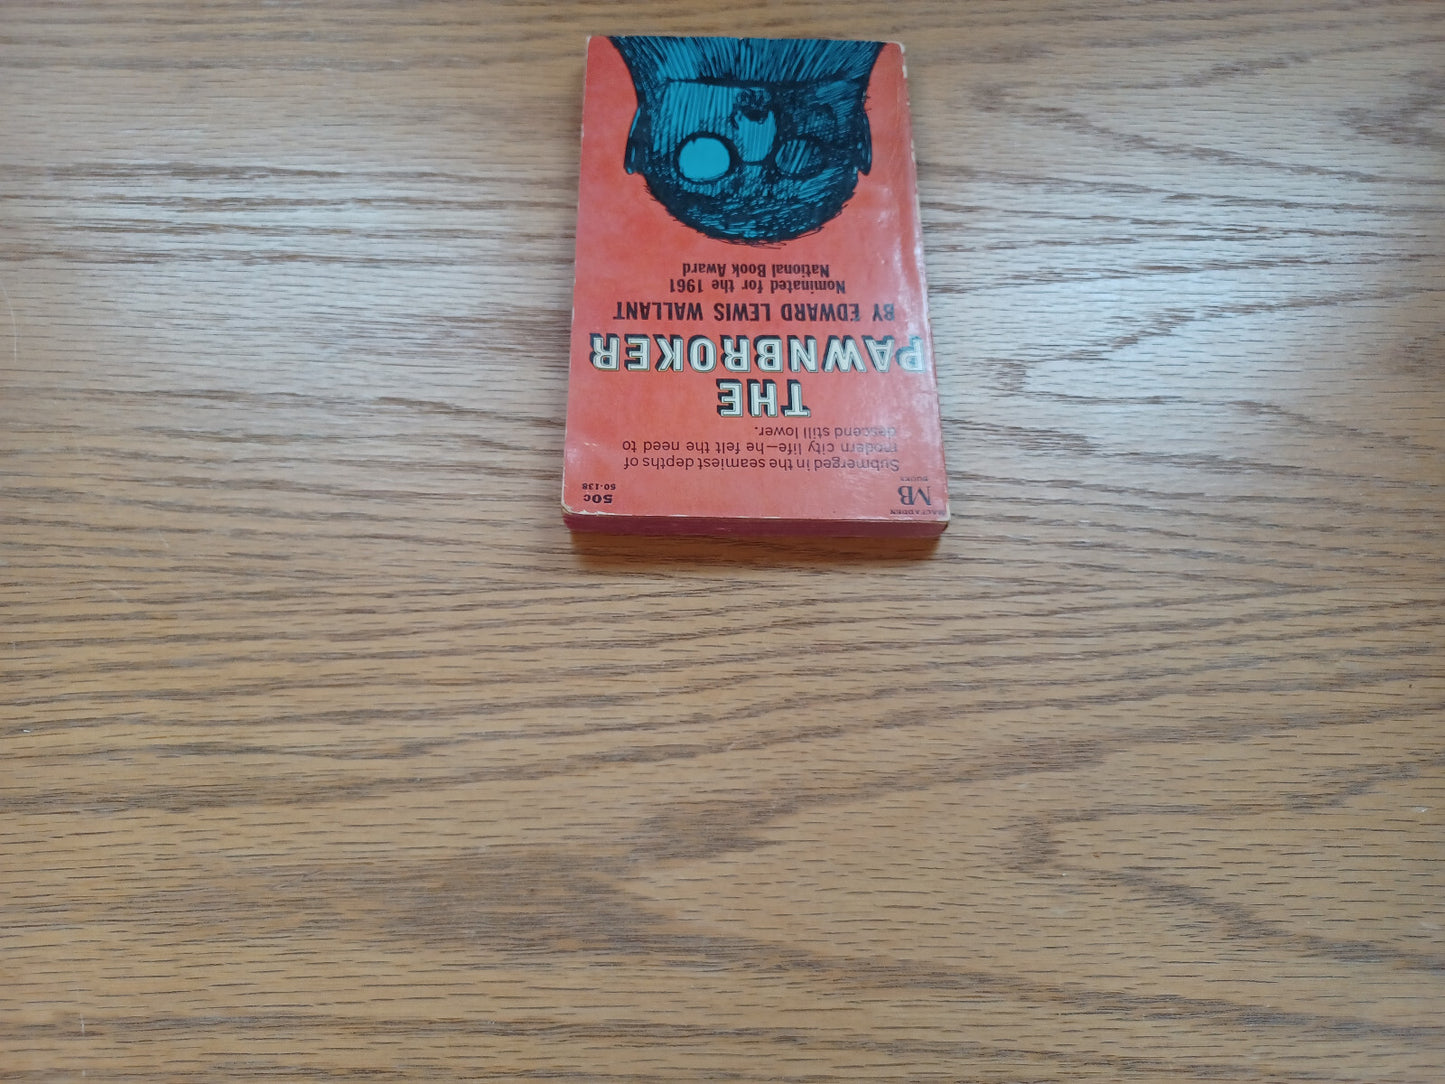 MACFADDEN
MB
BOOKS
50c
50-138
Submerged in the seamiest depths of
modern city life—he felt the need to
descend still lower.
THE
PAWNBROKER
BY EDWARD LEWIS WALLANT
Nominated for the 1961
National Book Award